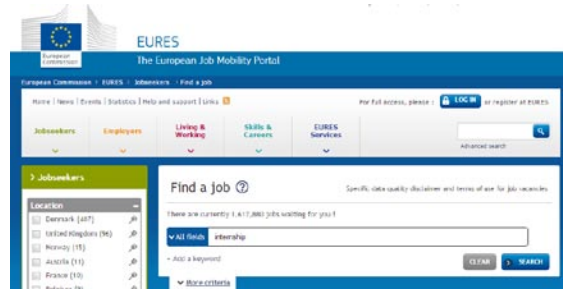 EURES
European
Commission
The European Job Mobility Portal
European Commission > EURES > Jobseekers > Find a job
Home | News | Events | Statistics | Help and support | Links
For full access, please : LOG IN or register at EURES
Jobseekers
Employers
Living &
Working
Skills &
Careers
EURES
Services
Advanced search
> Jobseekers
Find a job
Specific data quality disclaimer and terms of use for job vacancies
Location
There are currently jobs waiting for you !
Denmark (407)
United Kingdom (96)
All fields internship
Norway (15)
Austria (11)
+ Add a keyword
CLEAR
SEARCH
France (10)
More criteria